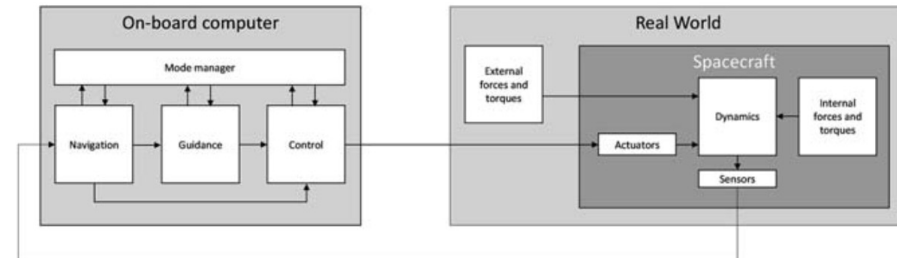 On-board computer
Mode manager
Navigation
Guidance
Control
Real World
External
forces and
torques
Spacecraft
Actuators
Dynamics
Internal
forces and
torques
Sensors